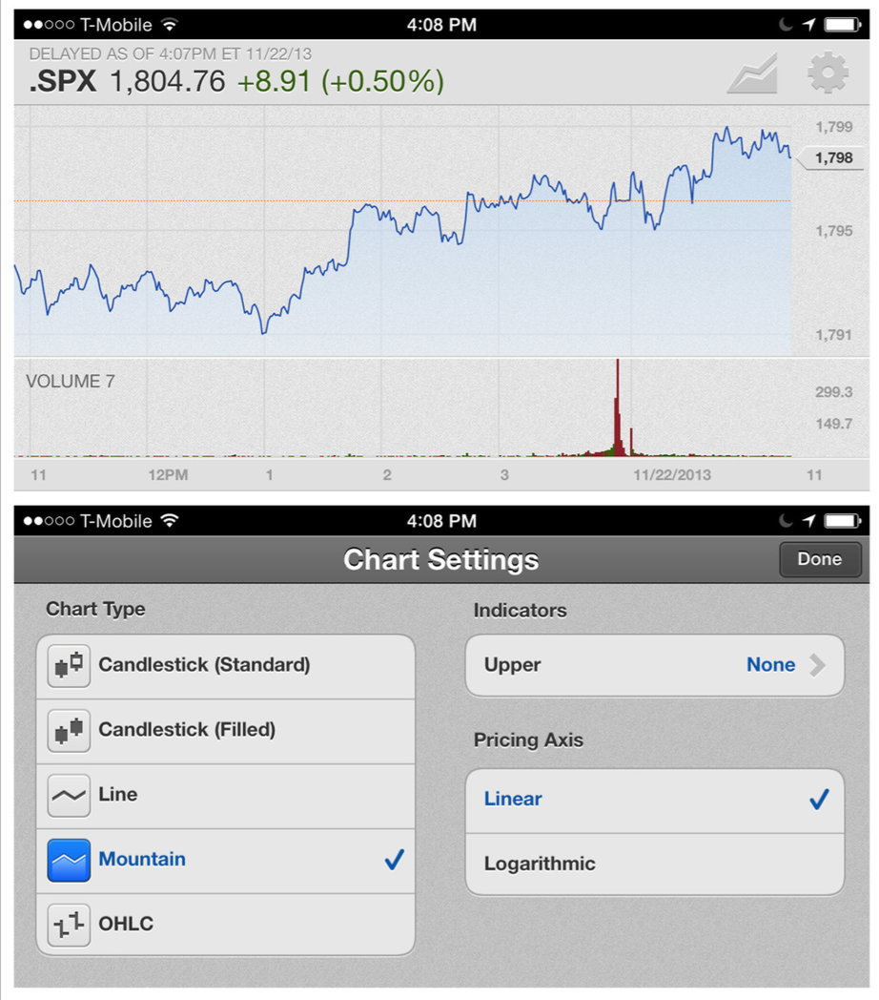 T-Mobile 4:08 PM
DELAYED AS OF 4:07PM ET 11/22/13
.SPX 1,804.76 +8.91 (+0.50%)
1,799
1,798
1,795
1,791
VOLUME 7
299.3
149.7
11 12PM 1 2 3 11/22/2013 11
T-Mobile 4:08 PM
Chart Settings Done
Chart Type
Candlestick (Standard)
Candlestick (Filled)
Line
Mountain
OHLC
Indicators
Upper None
Pricing Axis
Linear
Logarithmic